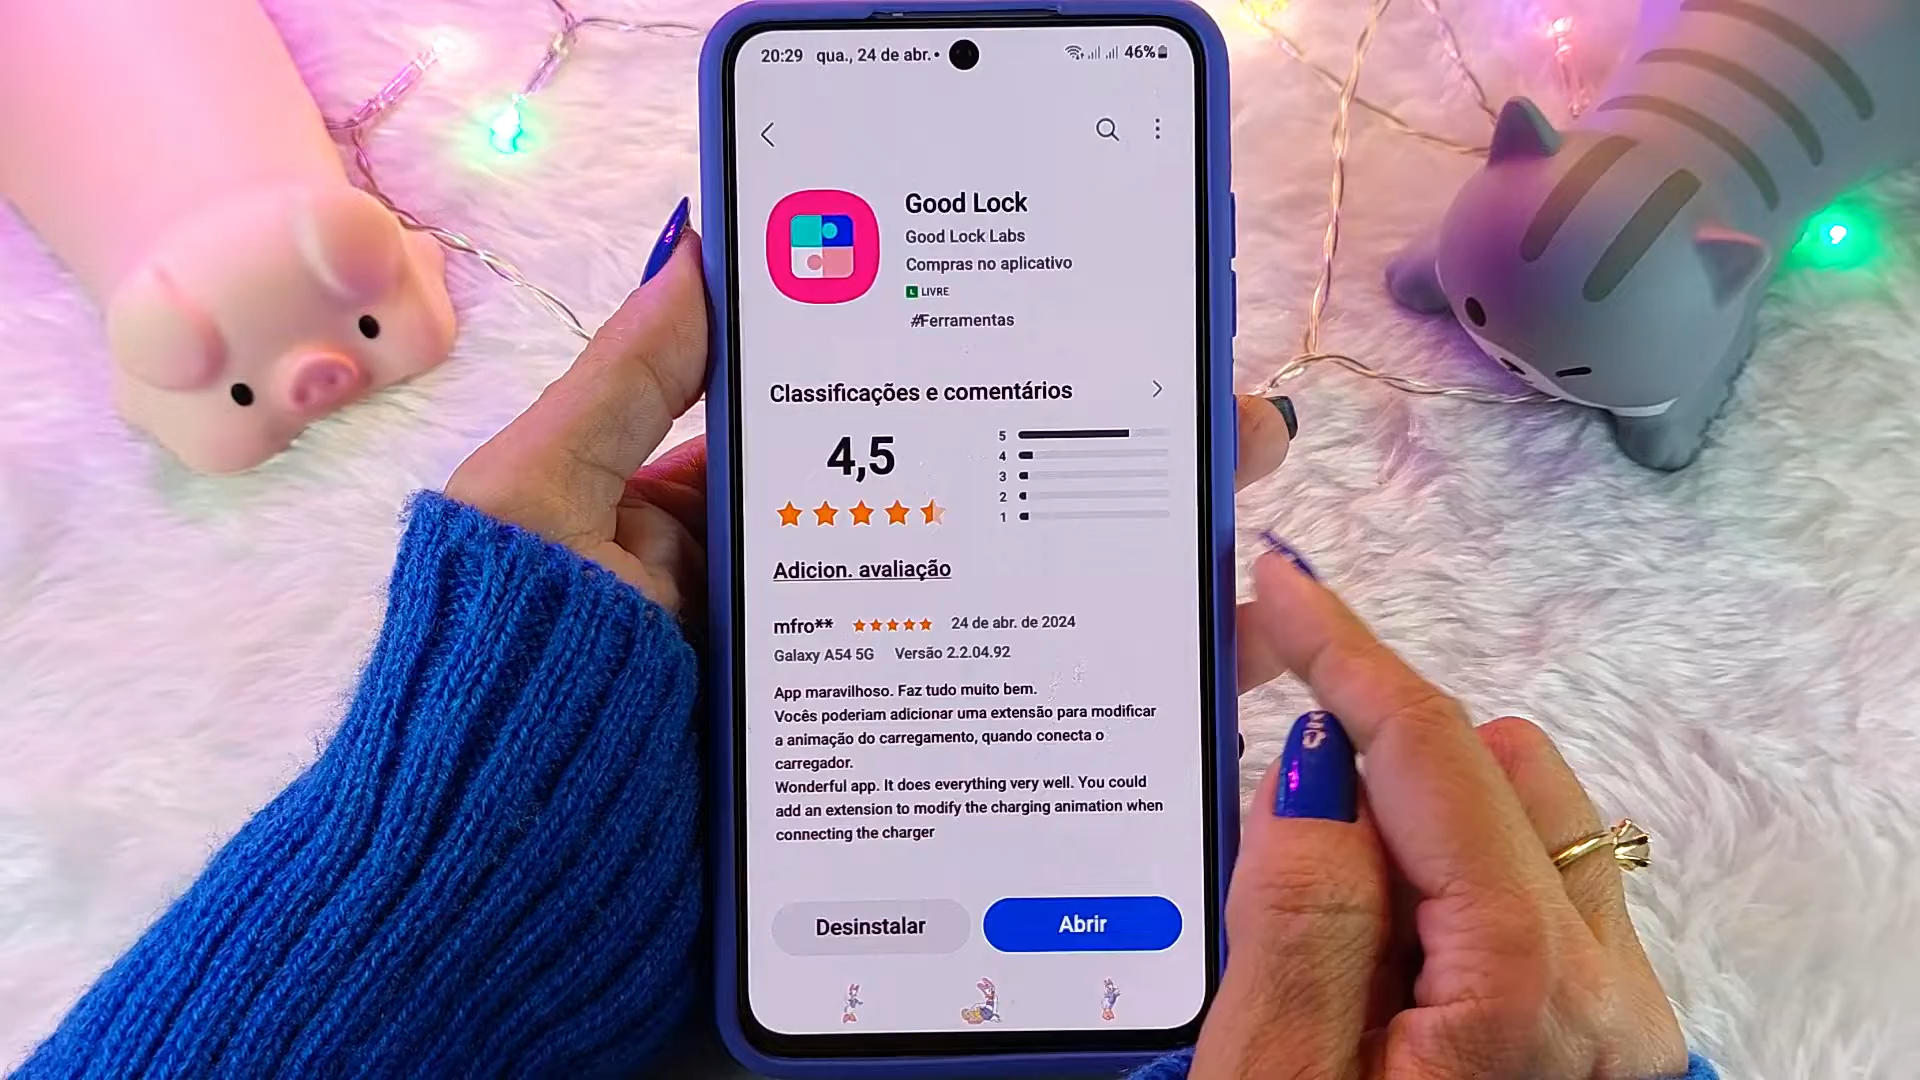 20:29 qua., 24 de abr. • 46%
Good Lock
Good Lock Labs
Compras no aplicativo
L LIVRE
#Ferramentas
Classificações e comentários
4,5
5
4
3
2
1
Adicion. avaliação
mfro** 24 de abr. de 2024
Galaxy A54 5G Versão 2.2.04.92
App maravilhoso. Faz tudo muito bem.
Vocês poderiam adicionar uma extensão para modificar
a animação do carregamento, quando conecta o
carregador.
Wonderful app. It does everything very well. You could
add an extension to modify the charging animation when
connecting the charger
Desinstalar Abrir